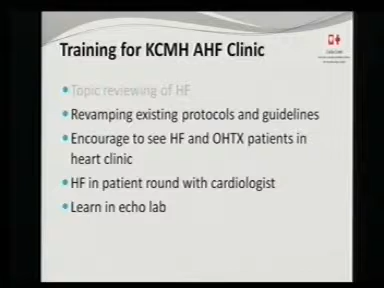 Training for KCMH AHF Clinic
Topic reviewing of HF
Revamping existing protocols and guidelines
Encourage to see HF and OHTX patients in
heart clinic
HF in patient round with cardiologist
Learn in echo lab